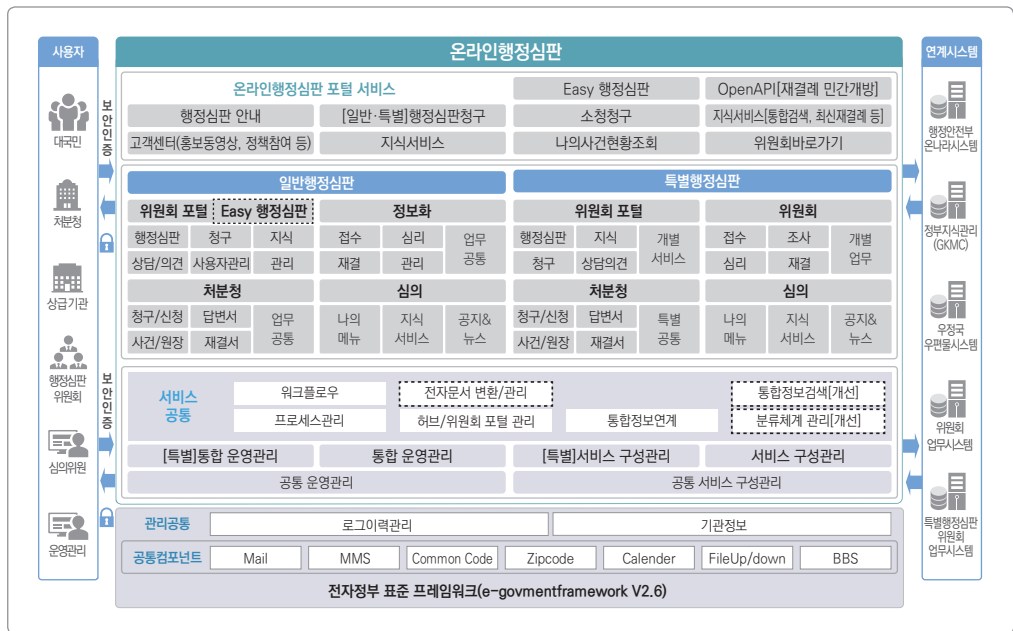 사용자
온라인행정심판
연계시스템
대국민
처분청
상급기관
행정심판
위원회
심의위원
운영관리
보안인증
보안인증
온라인행정심판 포털 서비스
Easy 행정심판
OpenAPI[재결례 민간개방]
행정심판 안내
[일반·특별]행정심판청구
소청청구
지식서비스[통합검색, 최신재결례 등]
고객센터(홍보동영상, 정책참여 등)
지식서비스
나의사건현황조회
위원회바로가기
일반행정심판
위원회 포털
Easy 행정심판
정보화
행정심판
청구
지식
접수
심리
업무
공통
상담/의견
사용자관리
관리
재결
관리
처분청
심의
청구/신청
답변서
업무
공통
나의
메뉴
지식
서비스
공지&
뉴스
사건/원장
재결서
특별행정심판
위원회 포털
위원회
행정심판
지식
개별
서비스
접수
조사
개별
업무
청구
상담의견
심리
재결
처분청
심의
청구/신청
답변서
특별
공통
나의
메뉴
지식
서비스
공지&
뉴스
사건/원장
재결서
서비스
공통
워크플로우
전자문서 변환/관리
통합정보검색[개선]
프로세스관리
허브/위원회 포털 관리
통합정보연계
분류체계 관리[개선]
[특별]통합 운영관리
통합 운영관리
[특별]서비스 구성관리
서비스 구성관리
공통 운영관리
공통 서비스 구성관리
관리공통
로그이력관리
기관정보
공통컴포넌트
Mail
MMS
Common Code
Zipcode
Calender
FileUp/down
BBS
전자정부 표준 프레임워크(e-govmentframework V2.6)
행정안전부
온나라시스템
정부지식관리
(GKMC)
우정국
우편물시스템
위원회
업무시스템
특별행정심판
위원회
업무시스템